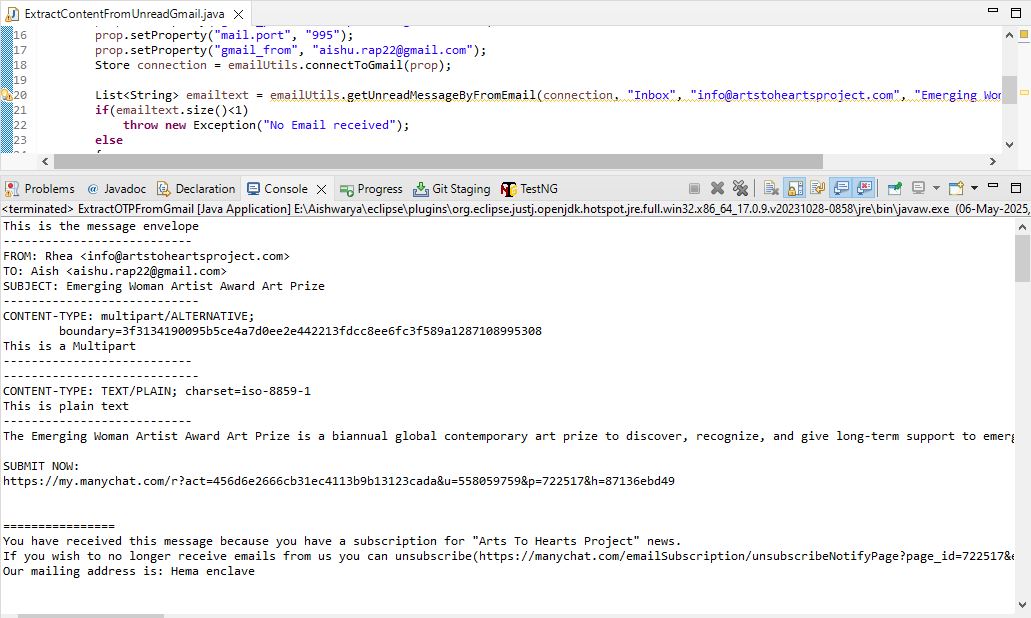 ExtractContentFromUnreadGmail.java
16 prop.setProperty("mail.port", "995");
17 prop.setProperty("gmail_from", "aishu.rap22@gmail.com");
18 Store connection = emailUtils.connectToGmail(prop);
19
20 List<String> emailtext = emailUtils.getUnreadMessageByFromEmail(connection, "Inbox", "info@artstoheartsproject.com", "Emerging Wom
21 if(emailtext.size()<1)
22 throw new Exception("No Email received");
23 else
24 {
Problems @ Javadoc Declaration Console Progress Git Staging TestNG
<terminated> ExtractOTPFromGmail [Java Application] E:\Aishwarya\eclipse\plugins\org.eclipse.justj.openjdk.hotspot.jre.full.win32.x86_64_17.0.9.v20231028-0858\jre\bin\javaw.exe (06-May-2025,
This is the message envelope
---------------------------
FROM: Rhea <info@artstoheartsproject.com>
TO: Aish <aishu.rap22@gmail.com>
SUBJECT: Emerging Woman Artist Award Art Prize
----------------------------
CONTENT-TYPE: multipart/ALTERNATIVE;
boundary=3f3134190095b5ce4a7d0ee2e442213fdcc8ee6fc3f589a1287108995308
This is a Multipart
---------------------------
----------------------------
CONTENT-TYPE: TEXT/PLAIN; charset=iso-8859-1
This is plain text
---------------------------
The Emerging Woman Artist Award Art Prize is a biannual global contemporary art prize to discover, recognize, and give long-term support to emerg
SUBMIT NOW:
https://my.manychat.com/r?act=456d6e2666cb31ec4113b9b13123cada&u=558059759&p=722517&h=87136ebd49
================
You have received this message because you have a subscription for "Arts To Hearts Project" news.
If you wish to no longer receive emails from us you can unsubscribe(https://manychat.com/emailSubscription/unsubscribeNotifyPage?page_id=722517&e
Our mailing address is: Hema enclave